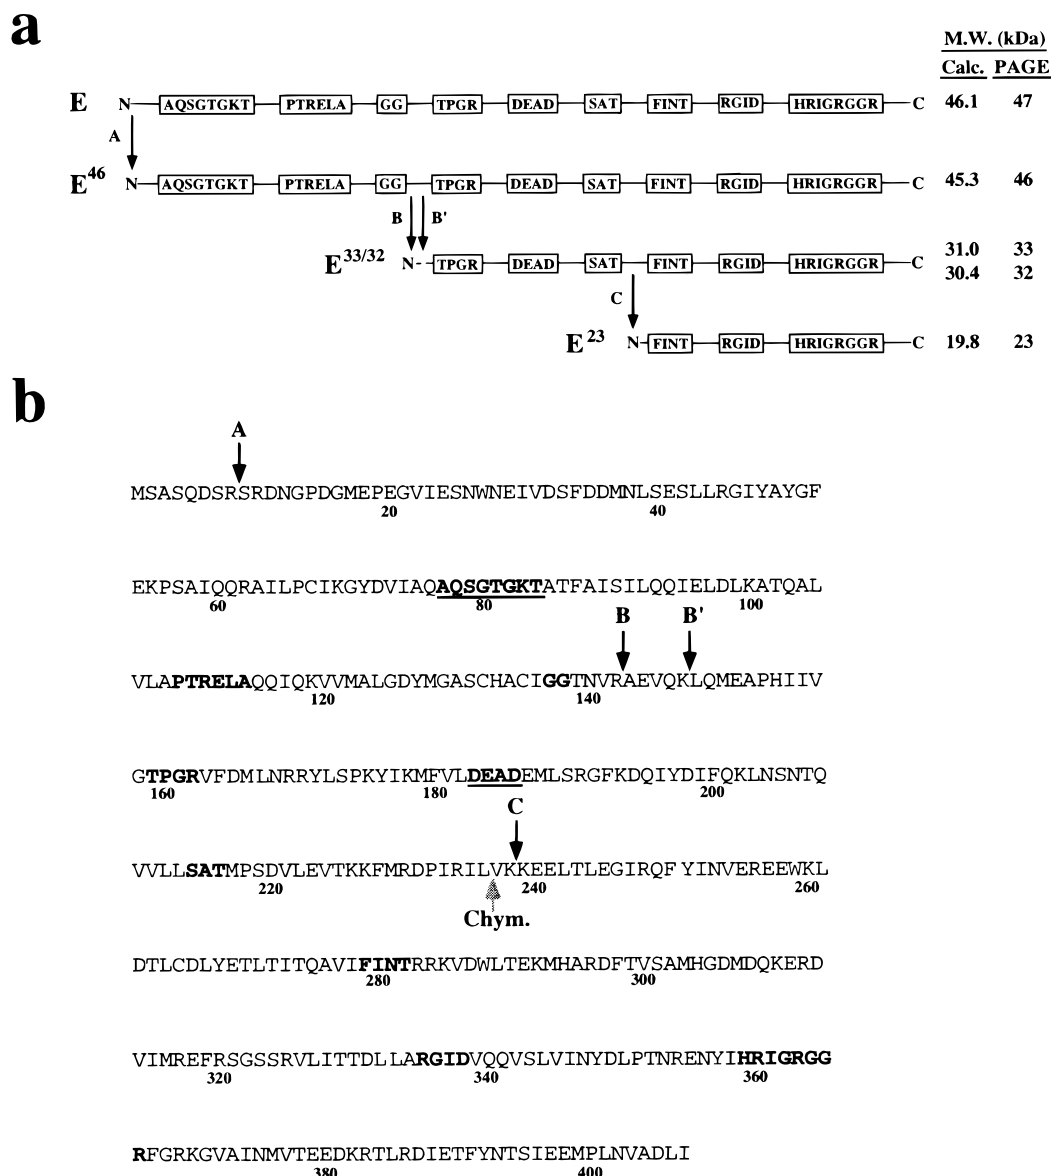 a
M.W. (kDa)
Calc. PAGE
E N AQSGTGKT PTRELA GG TPGR DEAD SAT FINT RGID HRIGRGGR C 46.1 47
A
E46 N AQSGTGKT PTRELA GG TPGR DEAD SAT FINT RGID HRIGRGGR C 45.3 46
B B'
E33/32 N-- TPGR DEAD SAT FINT RGID HRIGRGGR C 31.0 33
30.4 32
C
E23 N FINT RGID HRIGRGGR C 19.8 23
b
A
MSASQDSRSRDNGPDGMEPEGVIESNWNEIVDSFDDMNLSESLLRGIYAYGF
20 40
EKPSAIQQRAILPCIKGYDVIAQAQSGTGKTATFAISILQQIELDLKATQAL
60 80 100
B B'
VLAPTRELAQQIQKVVMALGDYMGASCHACIGGTNVRAEVQKLQMEAPHIIV
120 140
GTPGRVFDMLNRRYLSPKYIKMFVLDEADEMLSRGFKDQIYDIFQKLNSNTQ
160 180 200
C
VVLLSATMPSDVLEVTKKFMRDPIRILVKKEELTLEGIRQFYINVEREEWKL
220 240 260
Chym.
DTLCDLYETLTITQAVIFINTRRKVDWLTEKMHARDFTVSAMHGDMDQKERD
280 300
VIMREFRSGSSRVLITTDLLARGIDVQQVSLVINYDLPTNRENYIHRIGRGG
320 340 360
RFGRKGVAINMVTEEDKRTLRDIETFYNTSIEEMPLNVADLI
380 400